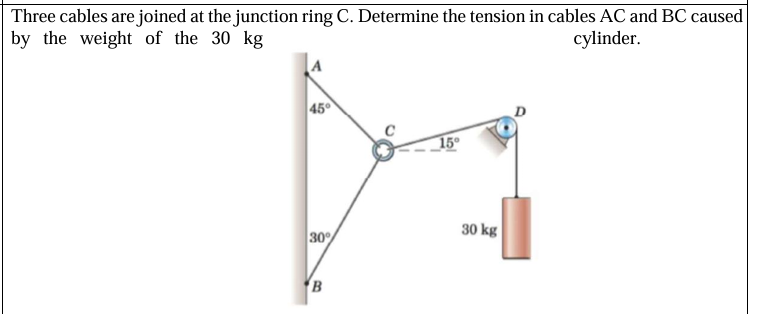 Three cables are joined at the junction ring C. Determine the tension in cables AC and BC caused
by the weight of the 30 kg cylinder.
A
45°
D
C
15°
30 kg
30°
B